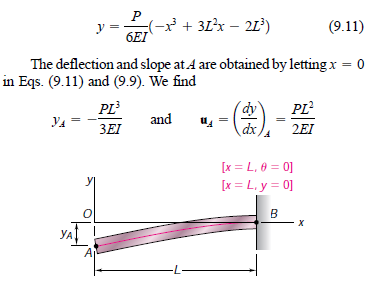 y = P/6EI (−x³ + 3L²x − 2L³) (9.11)
The deflection and slope at A are obtained by letting x = 0
in Eqs. (9.11) and (9.9). We find
y_A = −PL³/3EI and u_A = (dy/dx)_A = PL²/2EI
[x = L, θ = 0]
[x = L, y = 0]
y
O
B
x
y_A
A
L